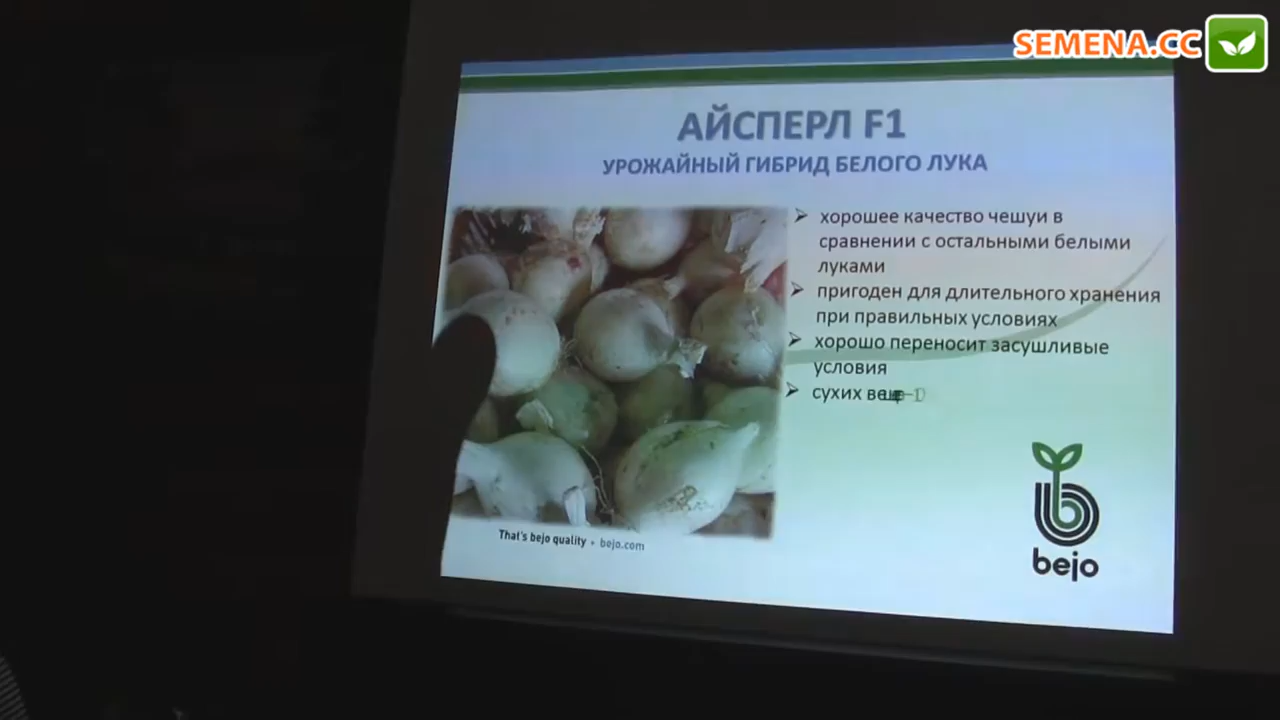 SEMENA.CC
АЙСПЕРЛ F1
УРОЖАЙНЫЙ ГИБРИД БЕЛОГО ЛУКА
хорошее качество чешуи в
сравнении с остальными белыми
луками
пригоден для длительного хранения
при правильных условиях
хорошо переносит засушливые
условия
сухих
That's bejo quality • bejo.com
bejo